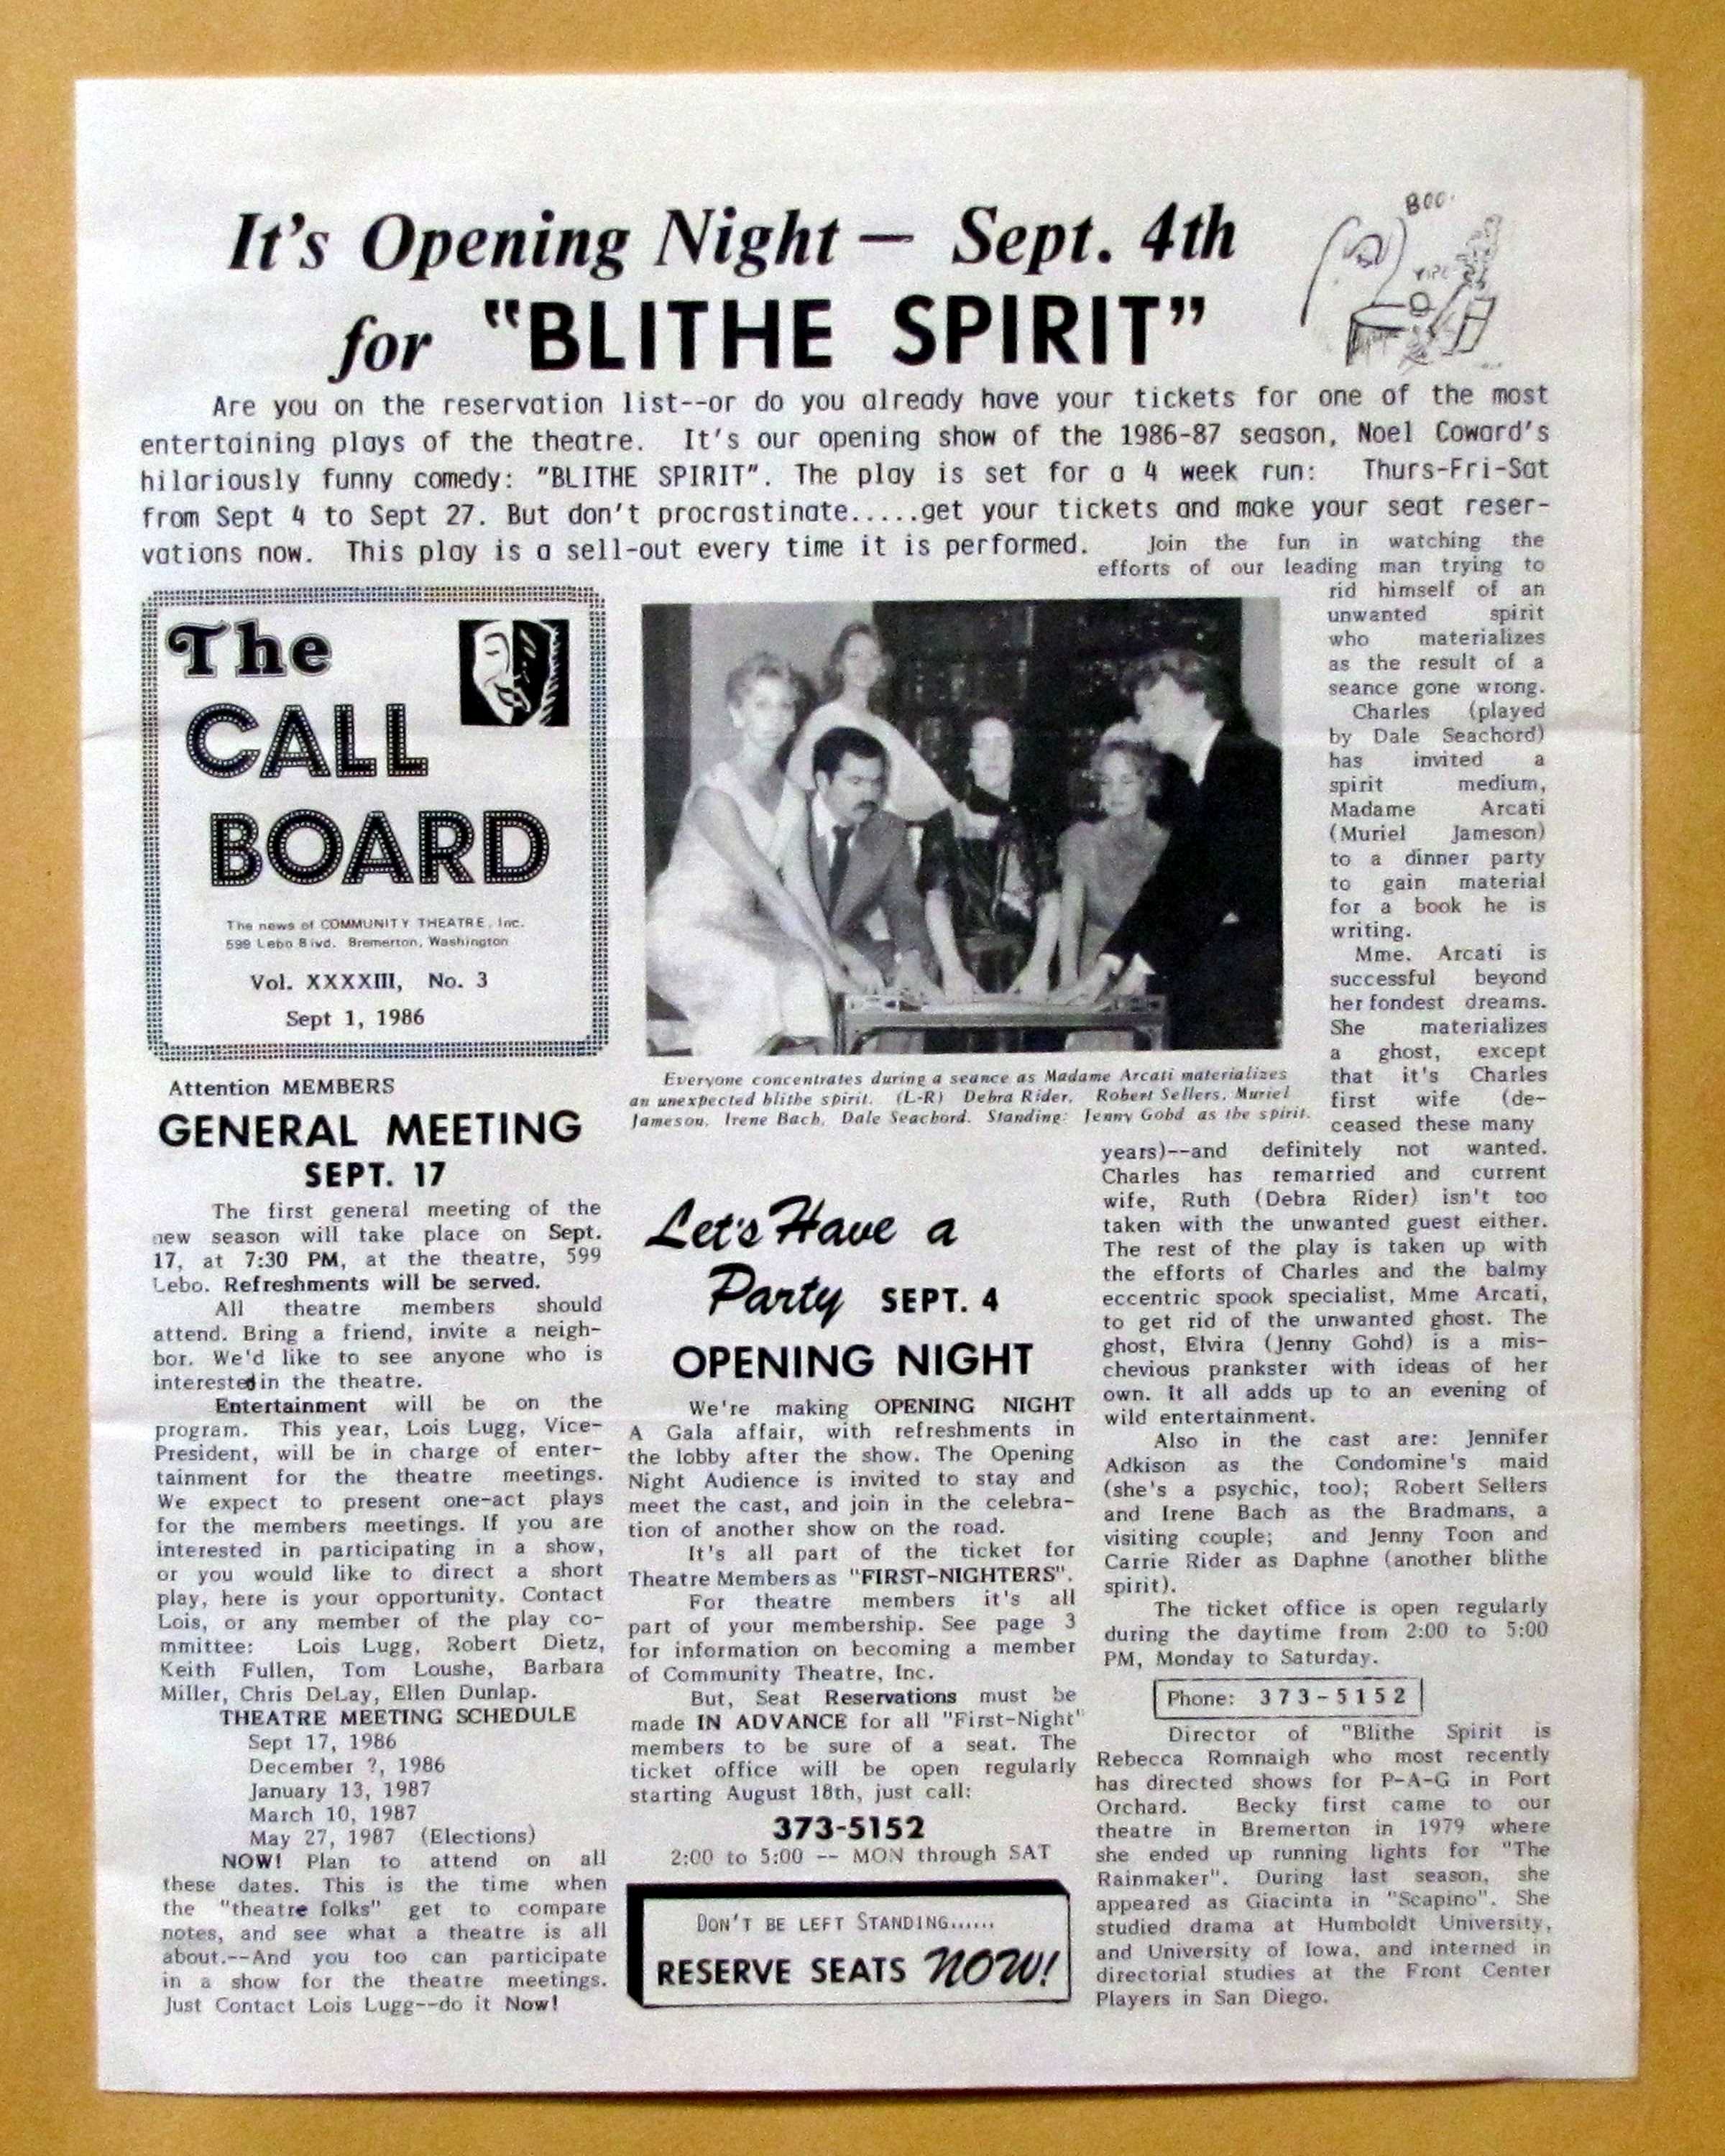 It's Opening Night — Sept. 4th
for "BLITHE SPIRIT"
BOO
Are you on the reservation list--or do you already have your tickets for one of the most
entertaining plays of the theatre. It's our opening show of the 1986-87 season, Noel Coward's
hilariously funny comedy: "BLITHE SPIRIT". The play is set for a 4 week run: Thurs-Fri-Sat
from Sept 4 to Sept 27. But don't procrastinate.....get your tickets and make your seat reser-
vations now. This play is a sell-out every time it is performed.
The
CALL
BOARD
The news of COMMUNITY THEATRE, Inc.
599 Lebo Blvd. Bremerton, Washington
Vol. XXXXIII, No. 3
Sept 1, 1986
Attention MEMBERS
GENERAL MEETING
SEPT. 17
The first general meeting of the
new season will take place on Sept.
17, at 7:30 PM, at the theatre, 599
Lebo. Refreshments will be served.
All theatre members should
attend. Bring a friend, invite a neigh-
bor. We'd like to see anyone who is
interested in the theatre.
Entertainment will be on the
program. This year, Lois Lugg, Vice-
President, will be in charge of enter-
tainment for the theatre meetings.
We expect to present one-act plays
for the members meetings. If you are
interested in participating in a show,
or you would like to direct a short
play, here is your opportunity. Contact
Lois, or any member of the play co-
mmittee: Lois Lugg, Robert Dietz,
Keith Fullen, Tom Loushe, Barbara
Miller, Chris DeLay, Ellen Dunlap.
THEATRE MEETING SCHEDULE
Sept 17, 1986
December ?, 1986
January 13, 1987
March 10, 1987
May 27, 1987 (Elections)
NOW! Plan to attend on all
these dates. This is the time when
the "theatre folks" get to compare
notes, and see what a theatre is all
about.--And you too can participate
in a show for the theatre meetings.
Just Contact Lois Lugg--do it Now!
Everyone concentrates during a seance as Madame Arcati materializes
an unexpected blithe spirit. (L-R) Debra Rider, Robert Sellers, Muriel
Jameson, Irene Bach, Dale Seachord. Standing: Jenny Gohd as the spirit.
Let's Have a
Party SEPT. 4
OPENING NIGHT
We're making OPENING NIGHT
A Gala affair, with refreshments in
the lobby after the show. The Opening
Night Audience is invited to stay and
meet the cast, and join in the celebra-
tion of another show on the road.
It's all part of the ticket for
Theatre Members as "FIRST-NIGHTERS".
For theatre members it's all
part of your membership. See page 3
for information on becoming a member
of Community Theatre, Inc.
But, Seat Reservations must be
made IN ADVANCE for all "First-Night"
members to be sure of a seat. The
ticket office will be open regularly
starting August 18th, just call:
373-5152
2:00 to 5:00 -- MON through SAT
DON'T BE LEFT STANDING......
RESERVE SEATS NOW!
Join the fun in watching the
efforts of our leading man trying to
rid himself of an
unwanted spirit
who materializes
as the result of a
seance gone wrong.
Charles (played
by Dale Seachord)
has invited a
spirit medium,
Madame Arcati
(Muriel Jameson)
to a dinner party
to gain material
for a book he is
writing.
Mme. Arcati is
successful beyond
her fondest dreams.
She materializes
a ghost, except
that it's Charles
first wife (de-
ceased these many
years)--and definitely not wanted.
Charles has remarried and current
wife, Ruth (Debra Rider) isn't too
taken with the unwanted guest either.
The rest of the play is taken up with
the efforts of Charles and the balmy
eccentric spook specialist, Mme Arcati,
to get rid of the unwanted ghost. The
ghost, Elvira (Jenny Gohd) is a mis-
chevious prankster with ideas of her
own. It all adds up to an evening of
wild entertainment.
Also in the cast are: Jennifer
Adkison as the Condomine's maid
(she's a psychic, too); Robert Sellers
and Irene Bach as the Bradmans, a
visiting couple; and Jenny Toon and
Carrie Rider as Daphne (another blithe
spirit).
The ticket office is open regularly
during the daytime from 2:00 to 5:00
PM, Monday to Saturday.
Phone: 373-5152
Director of "Blithe Spirit is
Rebecca Romnaigh who most recently
has directed shows for P-A-G in Port
Orchard. Becky first came to our
theatre in Bremerton in 1979 where
she ended up running lights for "The
Rainmaker". During last season, she
appeared as Giacinta in "Scapino". She
studied drama at Humboldt University,
and University of Iowa, and interned in
directorial studies at the Front Center
Players in San Diego.